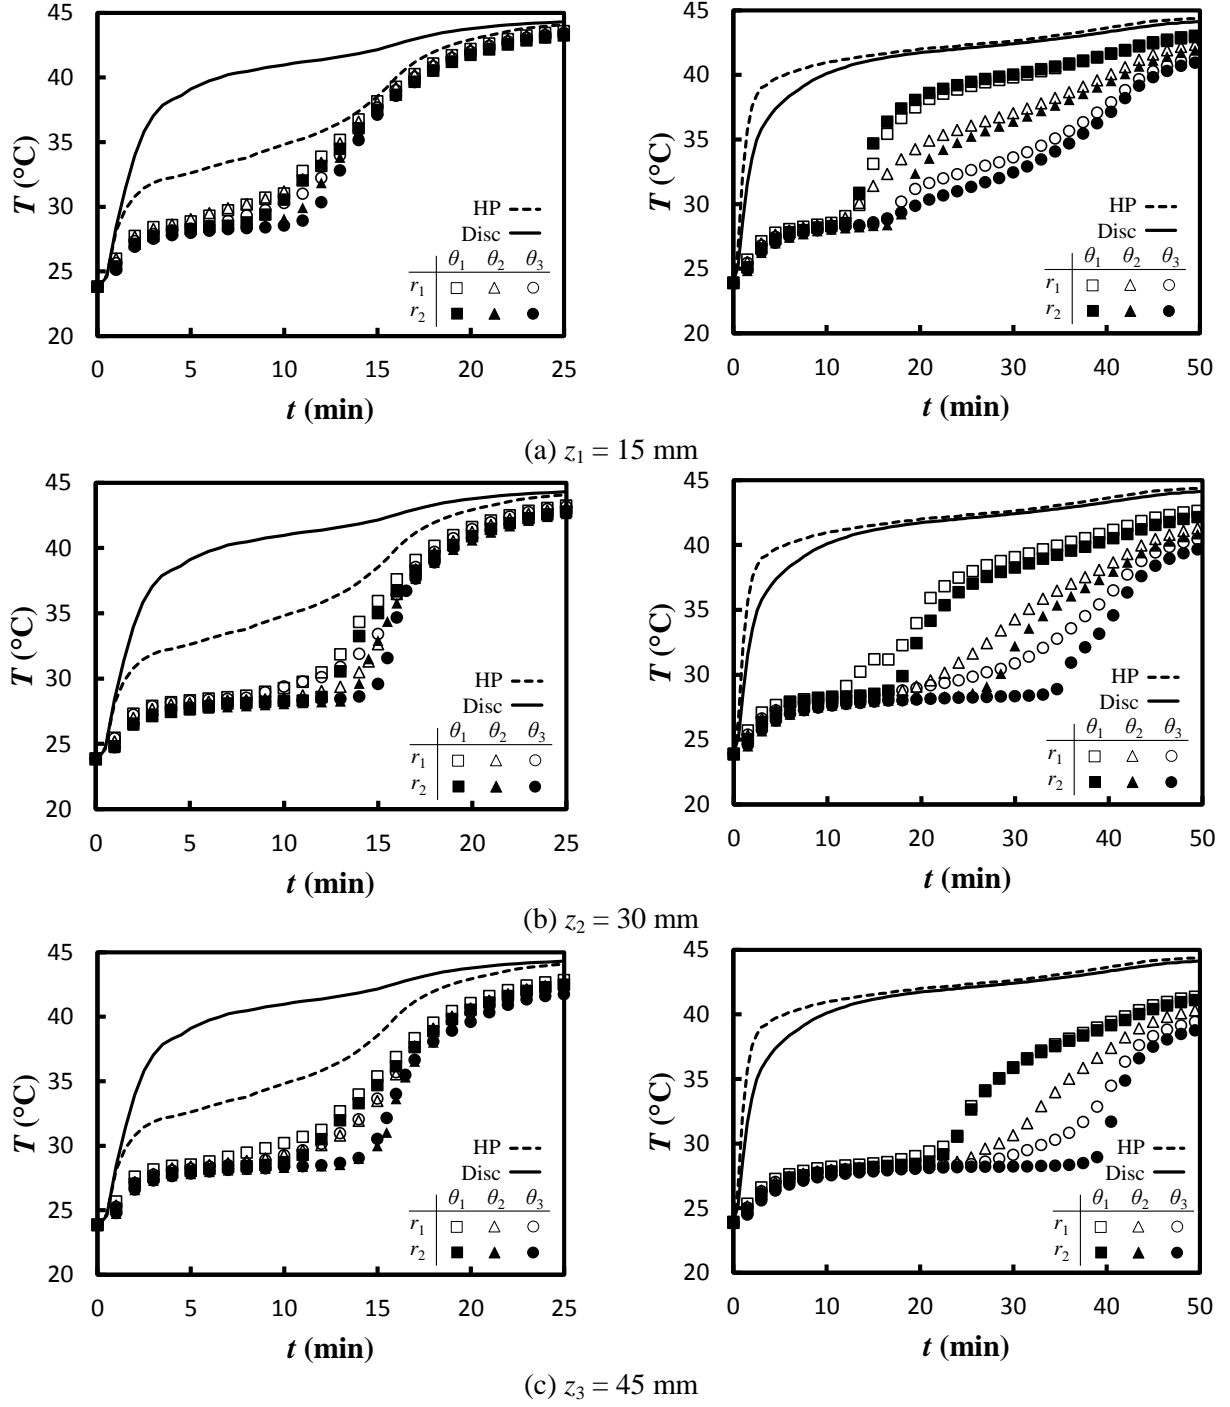 45
40
35
30
25
20
T (°C)
HP
Disc
θ1 θ2 θ3
r1
r2
0 5 10 15 20 25
t (min)
45
40
35
30
25
20
T (°C)
HP
Disc
θ1 θ2 θ3
r1
r2
0 10 20 30 40 50
t (min)
(a) z1 = 15 mm
45
40
35
30
25
20
T (°C)
HP
Disc
θ1 θ2 θ3
r1
r2
0 5 10 15 20 25
t (min)
45
40
35
30
25
20
T (°C)
HP
Disc
θ1 θ2 θ3
r1
r2
0 10 20 30 40 50
t (min)
(b) z2 = 30 mm
45
40
35
30
25
20
T (°C)
HP
Disc
θ1 θ2 θ3
r1
r2
0 5 10 15 20 25
t (min)
45
40
35
30
25
20
T (°C)
HP
Disc
θ1 θ2 θ3
r1
r2
0 10 20 30 40 50
t (min)
(c) z3 = 45 mm